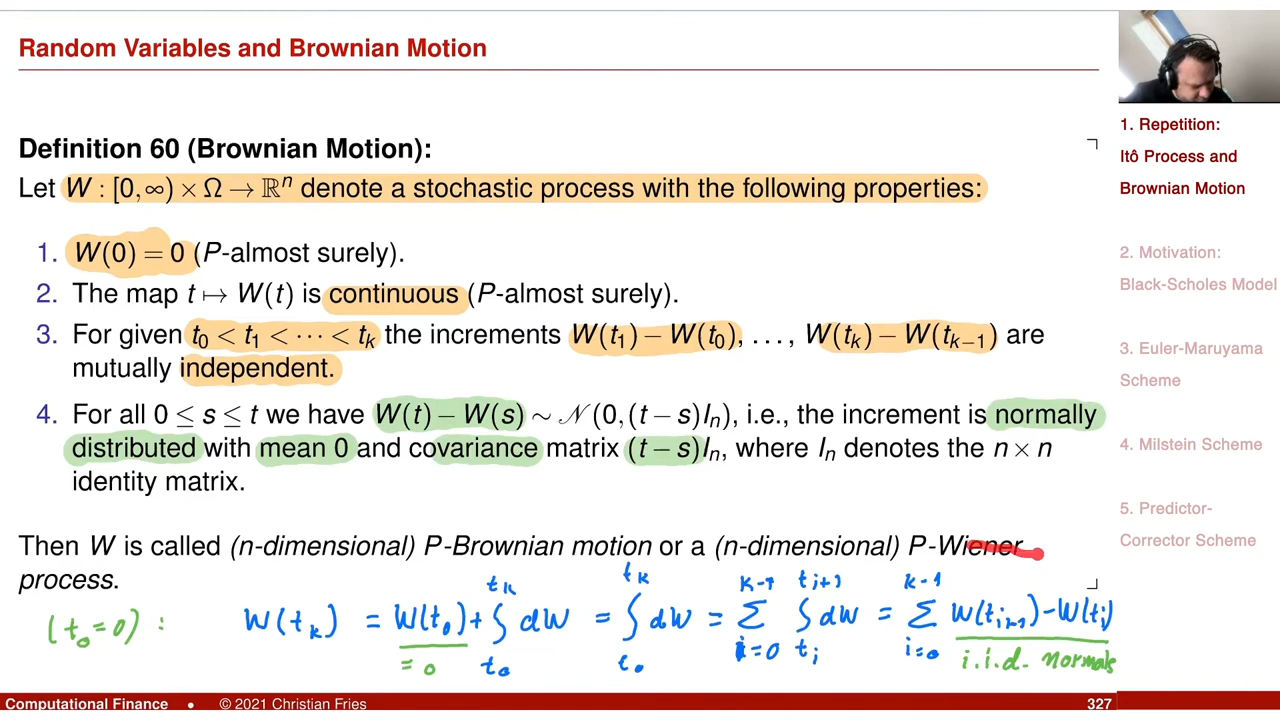 Random Variables and Brownian Motion
Definition 60 (Brownian Motion):
Let W : [0,∞) × Ω → ℝⁿ denote a stochastic process with the following properties:
1. W(0) = 0 (P-almost surely).
2. The map t ↦ W(t) is continuous (P-almost surely).
3. For given t₀ < t₁ < ⋯ < tₖ the increments W(t₁) − W(t₀), …, W(tₖ) − W(tₖ₋₁) are
mutually independent.
4. For all 0 ≤ s ≤ t we have W(t) − W(s) ∼ 𝒩(0,(t − s)Iₙ), i.e., the increment is normally
distributed with mean 0 and covariance matrix (t − s)Iₙ, where Iₙ denotes the n × n
identity matrix.
Then W is called (n-dimensional) P-Brownian motion or a (n-dimensional) P-Wiener
process.
(t₀=0) : W(tₖ) = W(t₀) + ∫_{t₀}^{tₖ} dW = ∫_{t₀}^{tₖ} dW = ∑_{i=0}^{k-1} ∫_{tᵢ}^{tᵢ₊₁} dW = ∑_{i=0}^{k-1} W(tᵢ₊₁)-W(tᵢ)
= 0 i.i.d. normals
1. Repetition:
Itô Process and
Brownian Motion
2. Motivation:
Black-Scholes Model
3. Euler-Maruyama
Scheme
4. Milstein Scheme
5. Predictor-
Corrector Scheme
Computational Finance • © 2021 Christian Fries 327